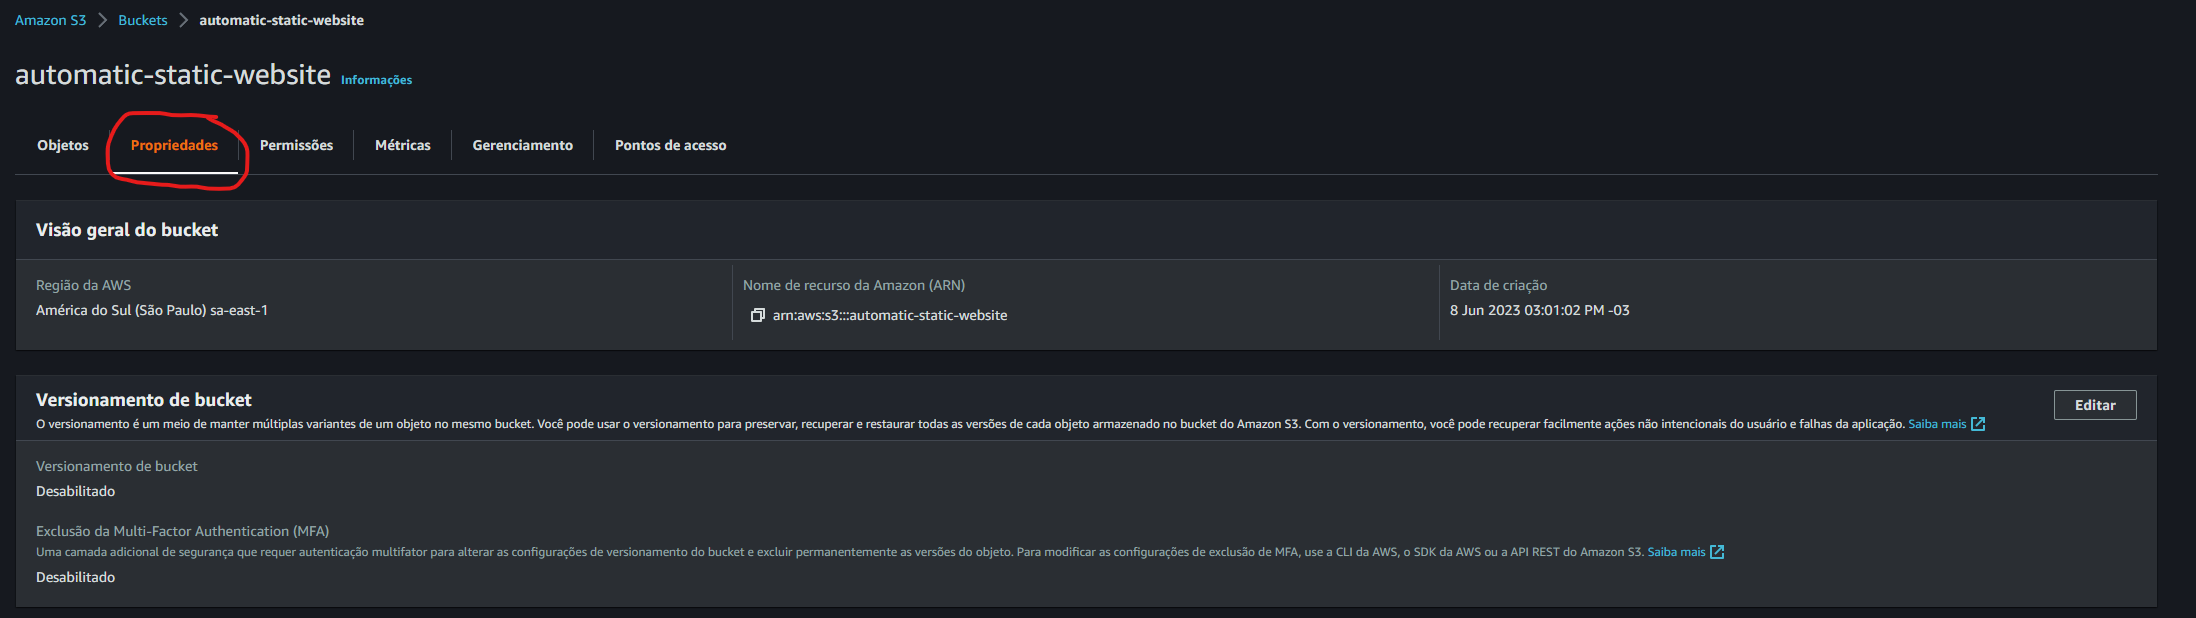 Amazon S3 > Buckets > automatic-static-website
automatic-static-website Informações
Objetos Propriedades Permissões Métricas Gerenciamento Pontos de acesso
Visão geral do bucket
Região da AWS
América do Sul (São Paulo) sa-east-1
Nome de recurso da Amazon (ARN)
arn:aws:s3:::automatic-static-website
Data de criação
8 Jun 2023 03:01:02 PM -03
Versionamento de bucket
Editar
O versionamento é um meio de manter múltiplas variantes de um objeto no mesmo bucket. Você pode usar o versionamento para preservar, recuperar e restaurar todas as versões de cada objeto armazenado no bucket do Amazon S3. Com o versionamento, você pode recuperar facilmente ações não intencionais do usuário e falhas da aplicação. Saiba mais
Versionamento de bucket
Desabilitado
Exclusão da Multi-Factor Authentication (MFA)
Uma camada adicional de segurança que requer autenticação multifator para alterar as configurações de versionamento do bucket e excluir permanentemente as versões do objeto. Para modificar as configurações de exclusão de MFA, use a CLI da AWS, o SDK da AWS ou a API REST do Amazon S3. Saiba mais
Desabilitado